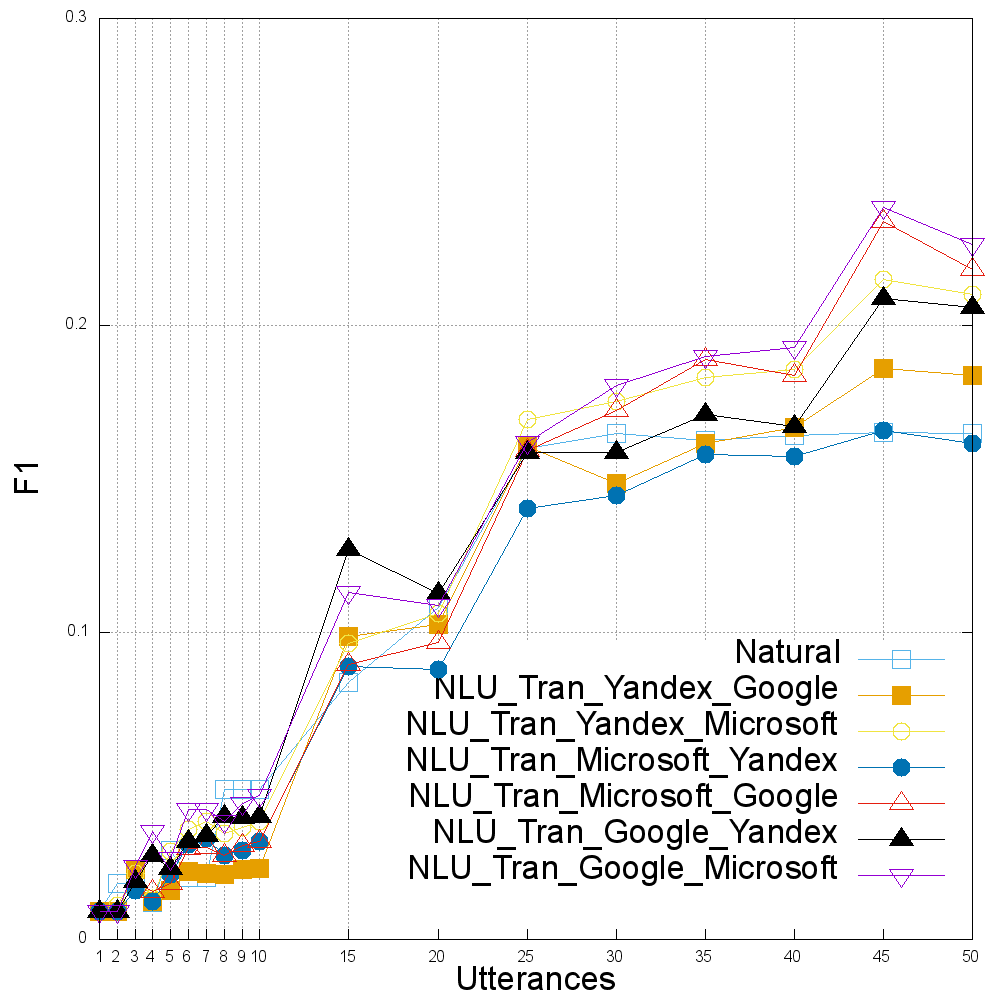 0.3
0.2
0.1
0
F1
Natural
NLU_Tran_Yandex_Google
NLU_Tran_Yandex_Microsoft
NLU_Tran_Microsoft_Yandex
NLU_Tran_Microsoft_Google
NLU_Tran_Google_Yandex
NLU_Tran_Google_Microsoft
1 2 3 4 5 6 7 8 9 10 15 20 25 30 35 40 45 50
Utterances